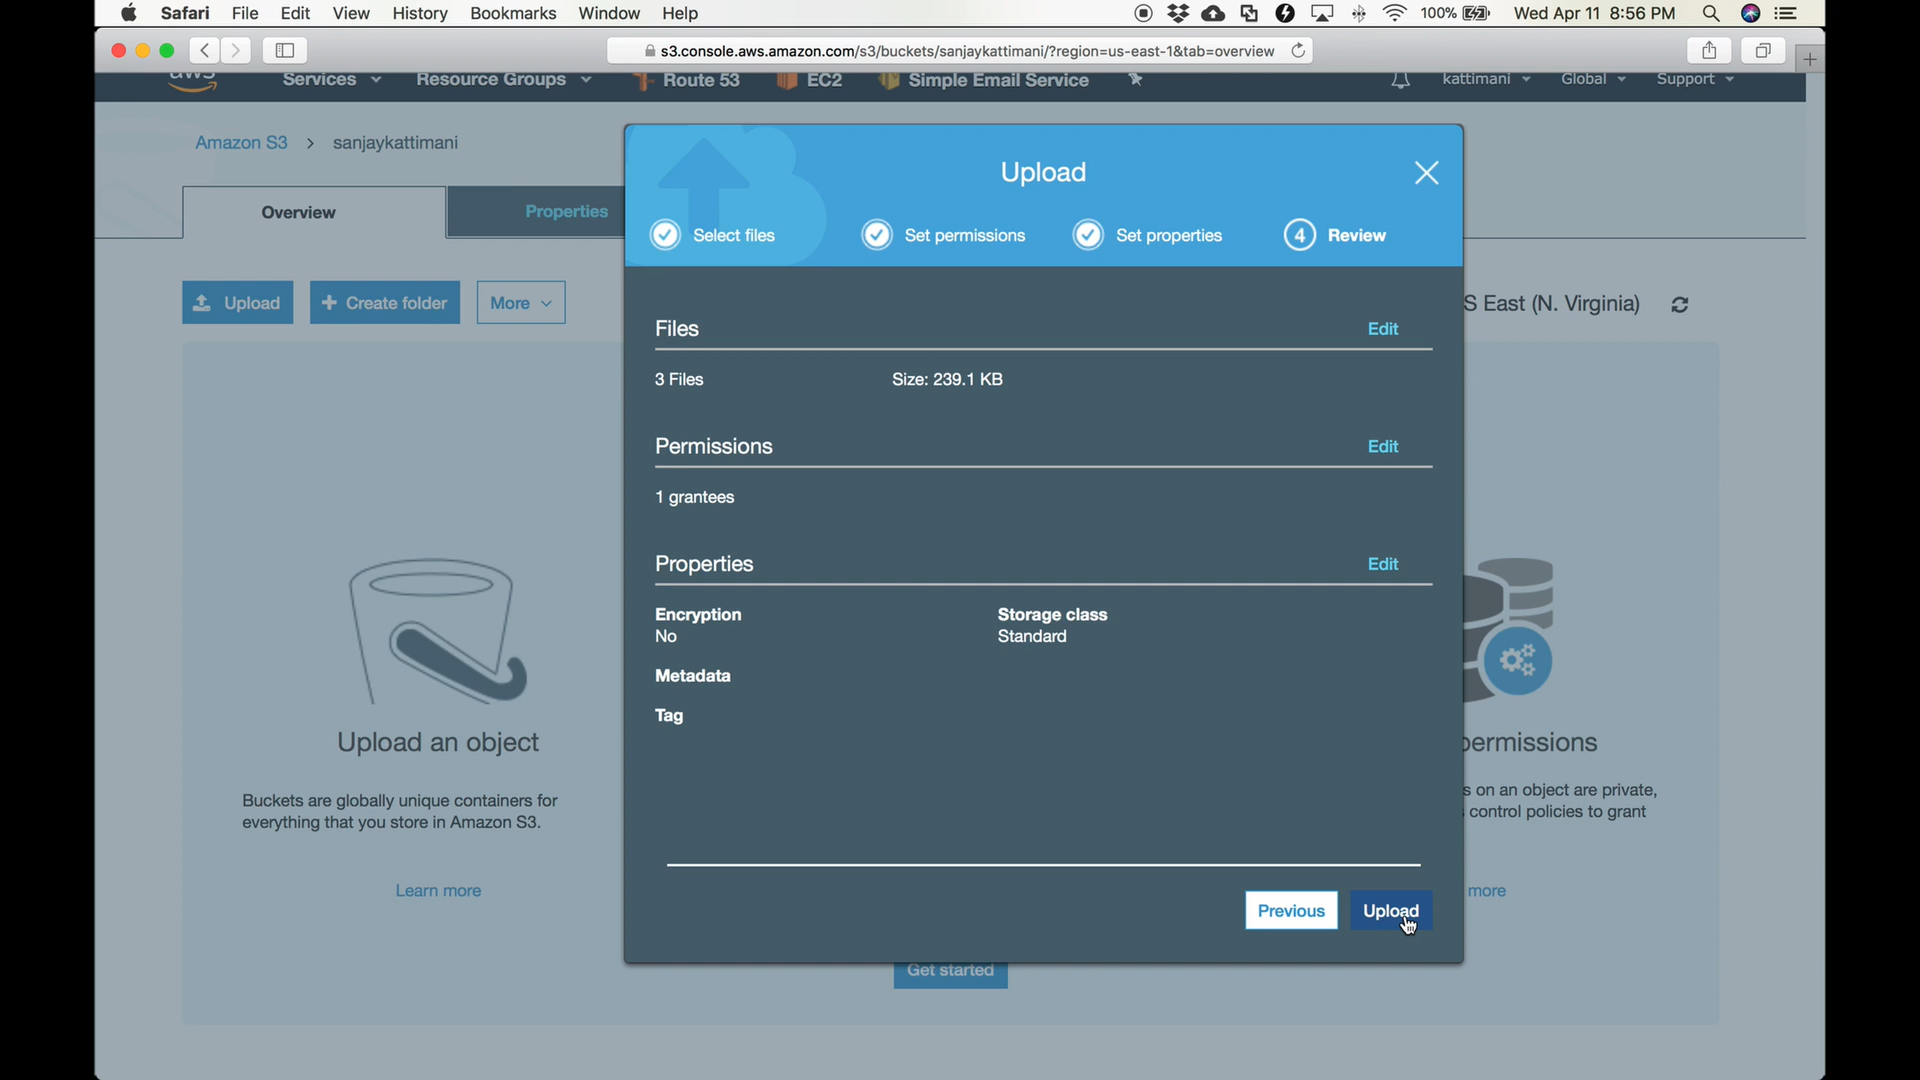 Safari File Edit View History Bookmarks Window Help 100% Wed Apr 11 8:56 PM
s3.console.aws.amazon.com/s3/buckets/sanjaykattimani/?region=us-east-1&tab=overview
aws Services Resource Groups Route 53 EC2 Simple Email Service kattimani Global Support
Amazon S3 > sanjaykattimani
Upload
Overview Properties
Select files Set permissions Set properties 4 Review
Upload + Create folder More
S East (N. Virginia)
Files Edit
3 Files Size: 239.1 KB
Permissions Edit
1 grantees
Properties Edit
Encryption Storage class
No Standard
Metadata
Tag
Upload an object
permissions
Buckets are globally unique containers for
everything that you store in Amazon S3.
s on an object are private,
control policies to grant
Learn more
more
Previous Upload
Get started